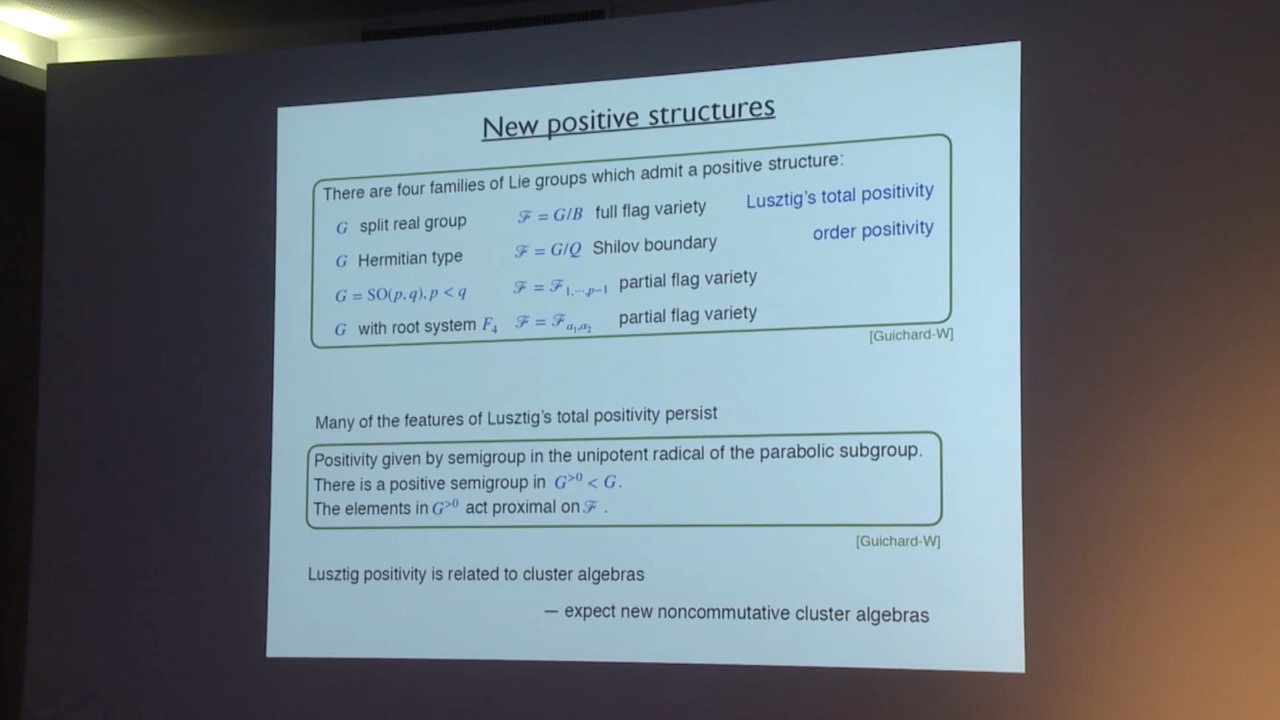 New positive structures
There are four families of Lie groups which admit a positive structure:
G split real group ℱ = G/B full flag variety Lusztig's total positivity
G Hermitian type ℱ = G/Q Shilov boundary order positivity
G = SO(p, q), p < q ℱ = ℱ₁,...,ₚ₋₁ partial flag variety
G with root system F₄ ℱ = ℱ_{α₁,α₂} partial flag variety
[Guichard-W]
Many of the features of Lusztig's total positivity persist
Positivity given by semigroup in the unipotent radical of the parabolic subgroup.
There is a positive semigroup in G^{>0} < G.
The elements in G^{>0} act proximal on ℱ .
[Guichard-W]
Lusztig positivity is related to cluster algebras
— expect new noncommutative cluster algebras